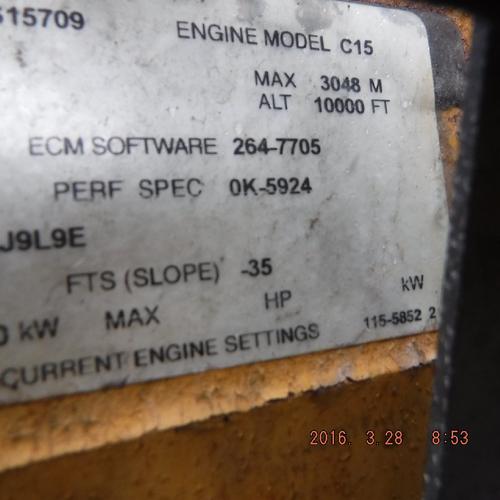 515709
ENGINE MODEL C15
MAX 3048 M
ALT 10000 FT
ECM SOFTWARE 264-7705
PERF SPEC 0K-5924
J9L9E
FTS (SLOPE) -35
0 kW MAX HP kW
CURRENT ENGINE SETTINGS 115-5852 2
2016. 3.28 8:53